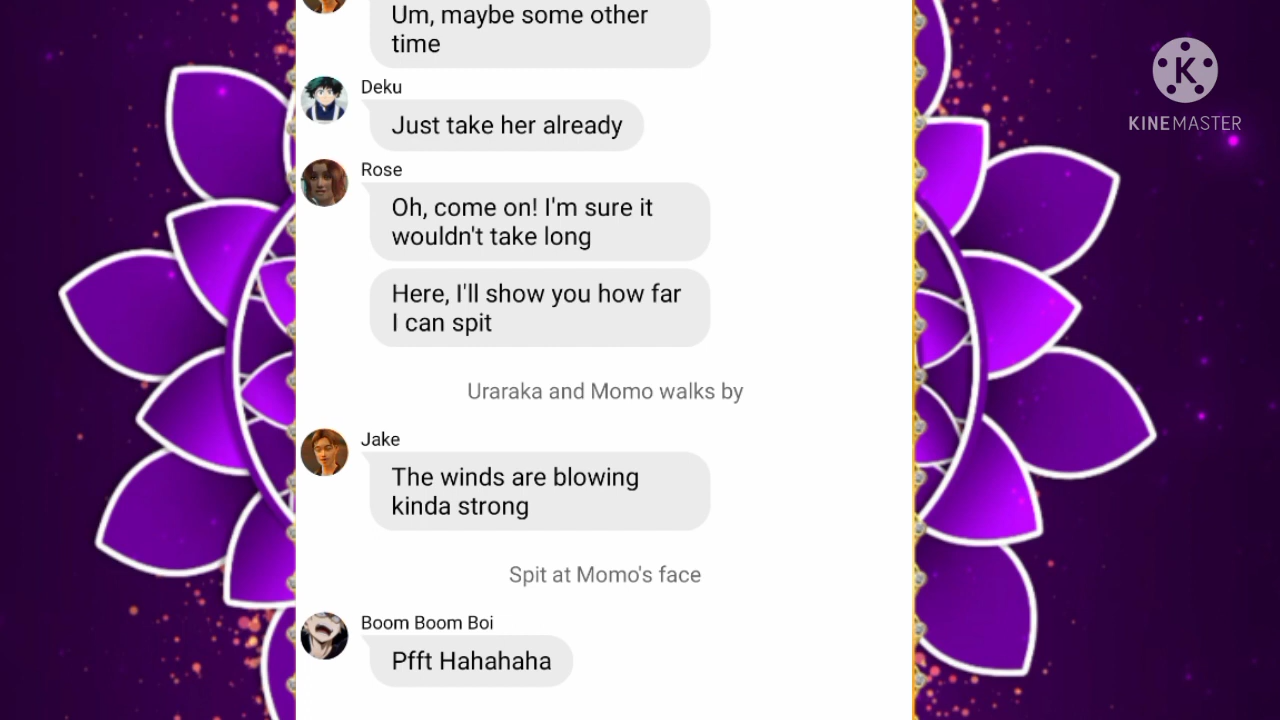 Um, maybe some other
time
Deku
Just take her already
Rose
Oh, come on! I'm sure it
wouldn't take long
Here, I'll show you how far
I can spit
Uraraka and Momo walks by
Jake
The winds are blowing
kinda strong
Spit at Momo's face
Boom Boom Boi
Pfft Hahahaha
K
KINEMASTER